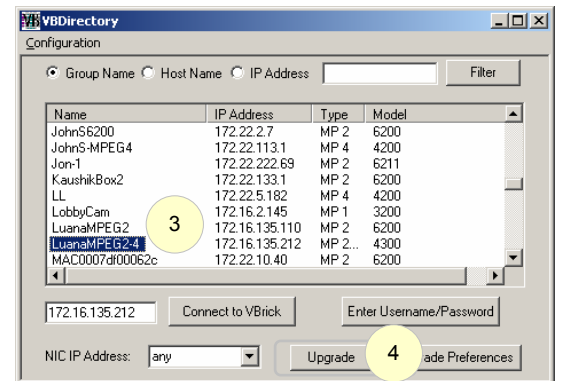 VBDirectory
Configuration
Group Name Host Name IP Address Filter
Name IP Address Type Model
JohnS6200 172.22.2.7 MP 2 6200
JohnS-MPEG4 172.22.113.1 MP 4 4200
Jon-1 172.22.222.69 MP 2 6211
KaushikBox2 172.22.133.1 MP 2 6200
LL 172.22.5.182 MP 4 4200
LobbyCam 172.16.2.145 MP 1 3200
LuanaMPEG2 172.16.135.110 MP 2 6200
3
LuanaMPEG2-4 172.16.135.212 MP 2... 4300
MAC0007df00062c 172.22.10.40 MP 2 6200
172.16.135.212 Connect to VBrick Enter Username/Password
NIC IP Address: any Upgrade 4 ade Preferences